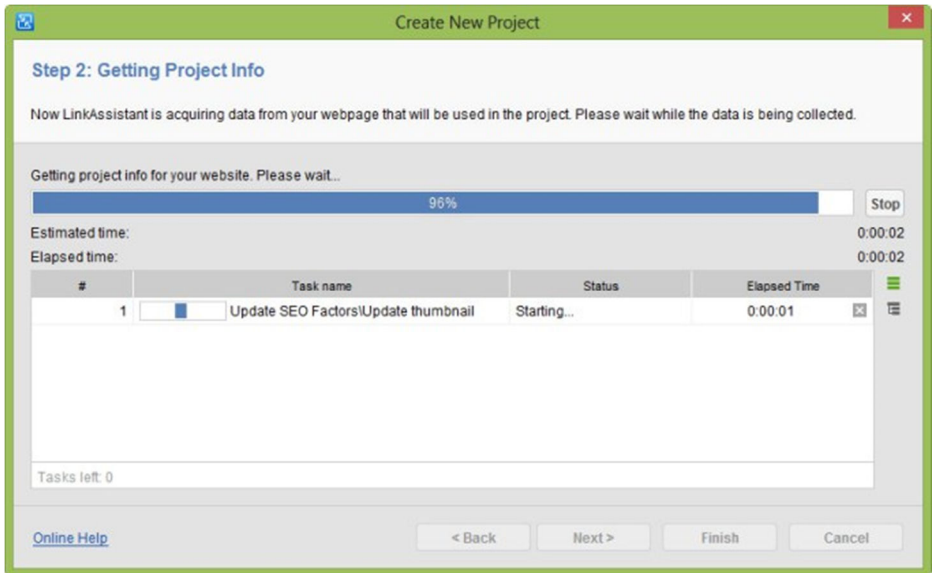 Create New Project
Step 2: Getting Project Info
Now LinkAssistant is acquiring data from your webpage that will be used in the project. Please wait while the data is being collected.
Getting project info for your website. Please wait...
96%
Stop
Estimated time: 0:00:02
Elapsed time: 0:00:02
# Task name Status Elapsed Time
1 Update SEO Factors\Update thumbnail Starting... 0:00:01
Tasks left: 0
Online Help < Back Next > Finish Cancel